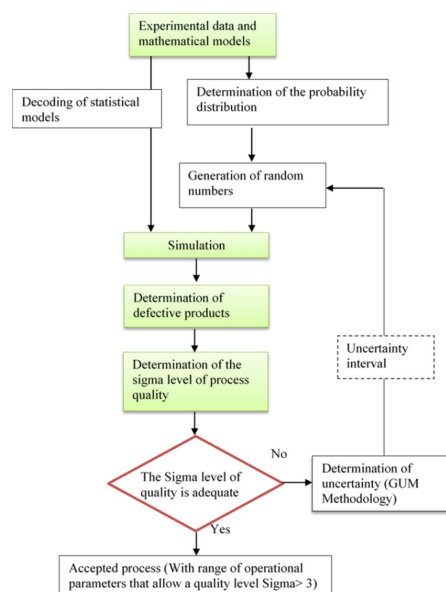 Experimental data and
mathematical models
Decoding of statistical
models
Determination of the probability
distribution
Generation of random
numbers
Simulation
Determination of
defective products
Uncertainty
interval
Determination of the
sigma level of process
quality
No
The Sigma level of
quality is adequate
Determination of
uncertainty (GUM
Methodology)
Yes
Accepted process (With range of operational
parameters that allow a quality level Sigma> 3)